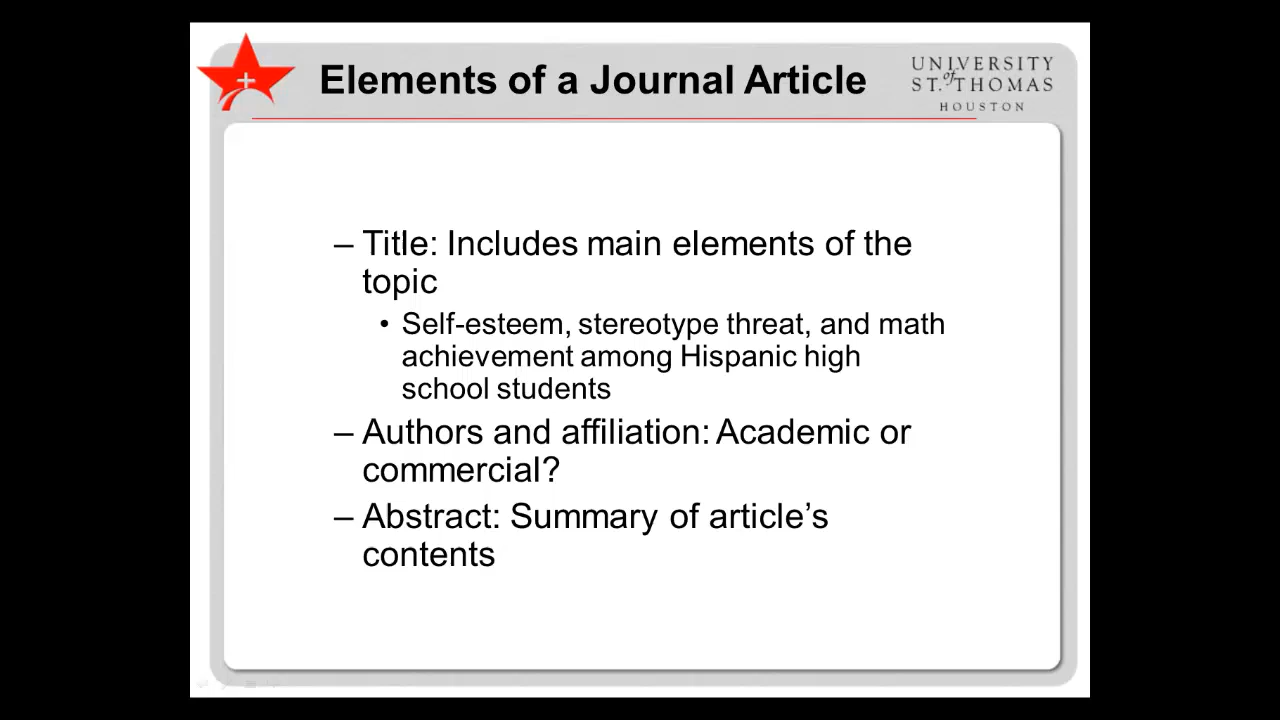 Elements of a Journal Article
UNIVERSITY
of
ST. THOMAS
HOUSTON
– Title: Includes main elements of the
topic
• Self-esteem, stereotype threat, and math
achievement among Hispanic high
school students
– Authors and affiliation: Academic or
commercial?
– Abstract: Summary of article’s
contents